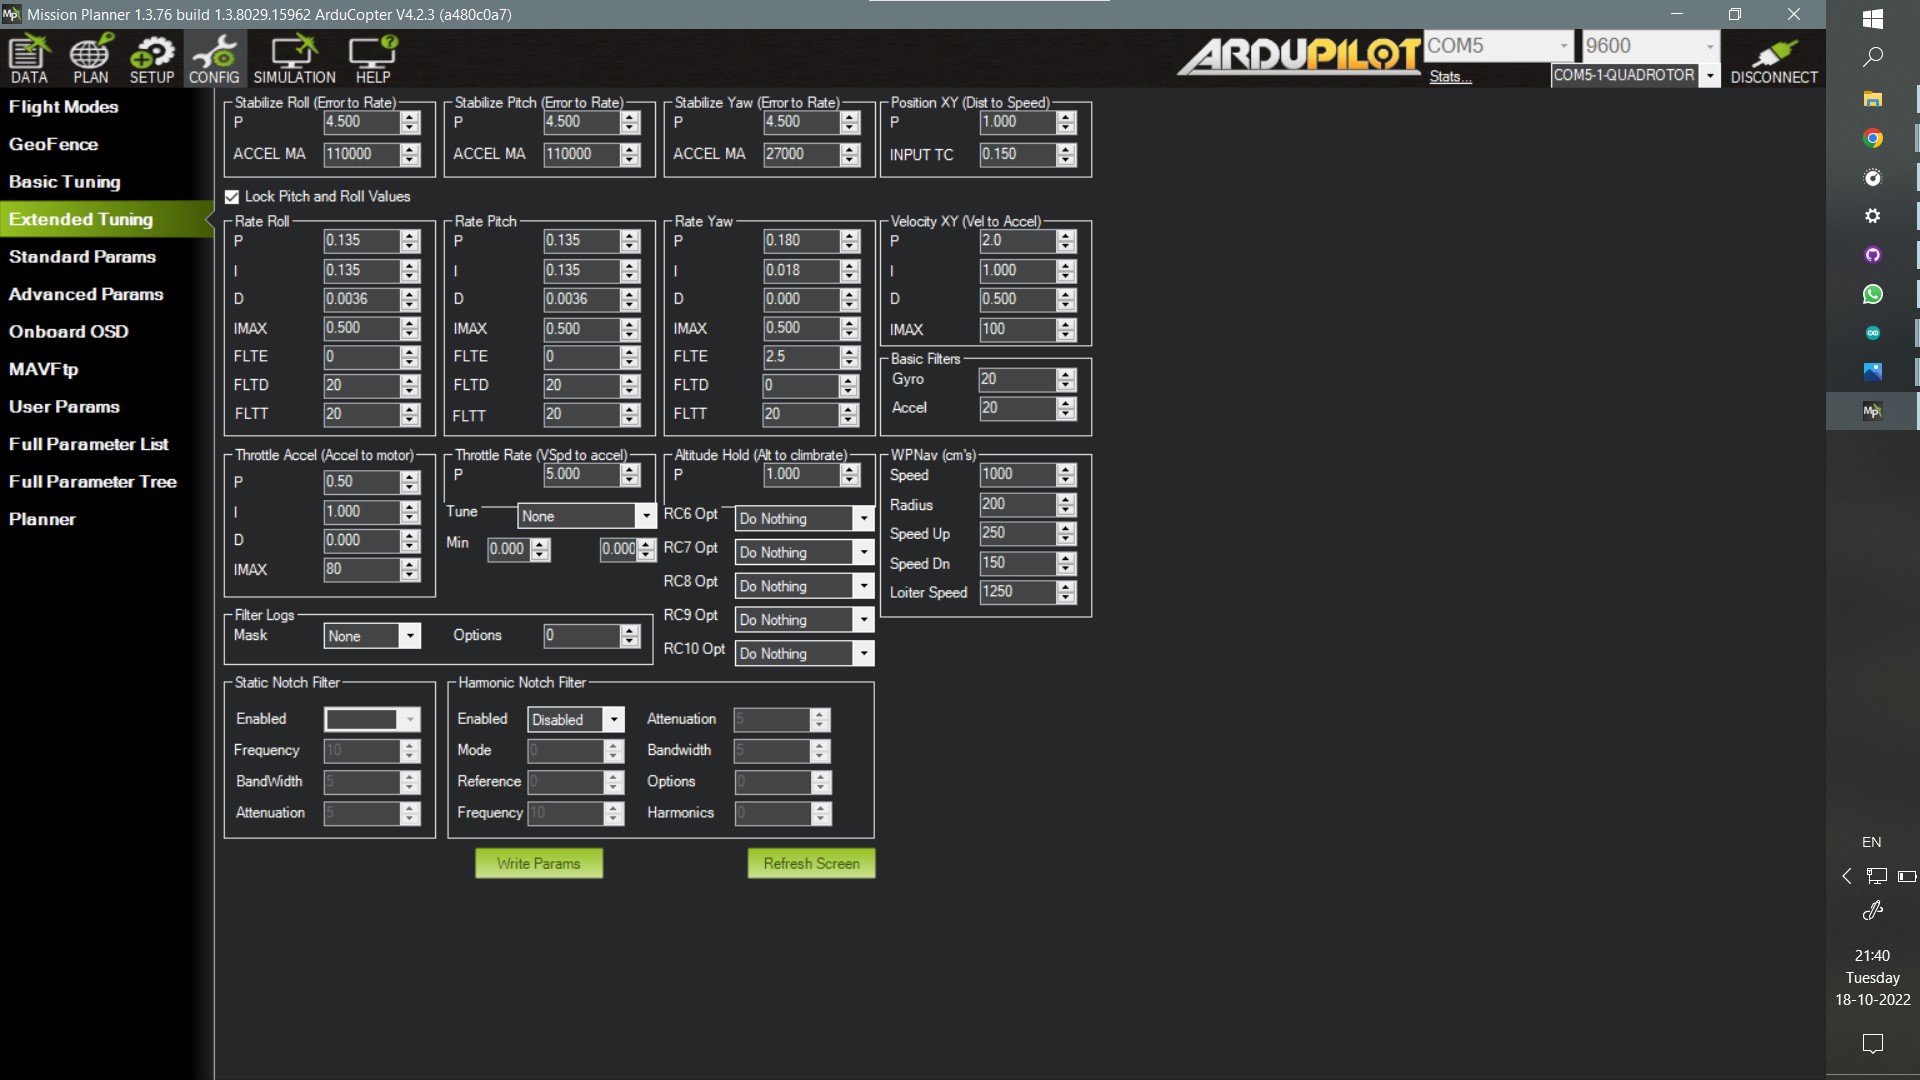 Mp Mission Planner 1.3.76 build 1.3.8029.15962 ArduCopter V4.2.3 (a480c0a7)
DATA PLAN SETUP CONFIG SIMULATION HELP
ARDUPILOT
COM5 9600
Stats... COM5-1-QUADROTOR DISCONNECT
Flight Modes
GeoFence
Basic Tuning
Extended Tuning
Standard Params
Advanced Params
Onboard OSD
MAVFtp
User Params
Full Parameter List
Full Parameter Tree
Planner
Stabilize Roll (Error to Rate)
P 4.500
ACCEL MA 110000
Stabilize Pitch (Error to Rate)
P 4.500
ACCEL MA 110000
Stabilize Yaw (Error to Rate)
P 4.500
ACCEL MA 27000
Position XY (Dist to Speed)
P 1.000
INPUT TC 0.150
Lock Pitch and Roll Values
Rate Roll
P 0.135
I 0.135
D 0.0036
IMAX 0.500
FLTE 0
FLTD 20
FLTT 20
Rate Pitch
P 0.135
I 0.135
D 0.0036
IMAX 0.500
FLTE 0
FLTD 20
FLTT 20
Rate Yaw
P 0.180
I 0.018
D 0.000
IMAX 0.500
FLTE 2.5
FLTD 0
FLTT 20
Velocity XY (Vel to Accel)
P 2.0
I 1.000
D 0.500
IMAX 100
Basic Filters
Gyro 20
Accel 20
Throttle Accel (Accel to motor)
P 0.50
I 1.000
D 0.000
IMAX 80
Throttle Rate (VSpd to accel)
P 5.000
Tune None
Min 0.000 0.000
Altitude Hold (Alt to climbrate)
P 1.000
RC6 Opt Do Nothing
RC7 Opt Do Nothing
RC8 Opt Do Nothing
RC9 Opt Do Nothing
RC10 Opt Do Nothing
WPNav (cm's)
Speed 1000
Radius 200
Speed Up 250
Speed Dn 150
Loiter Speed 1250
Filter Logs
Mask None Options 0
Static Notch Filter
Enabled
Frequency 10
BandWidth 5
Attenuation 5
Harmonic Notch Filter
Enabled Disabled Attenuation 5
Mode 0 Bandwidth 5
Reference 0 Options 0
Frequency 10 Harmonics 0
Write Params Refresh Screen
Mp
EN
21:40
Tuesday
18-10-2022